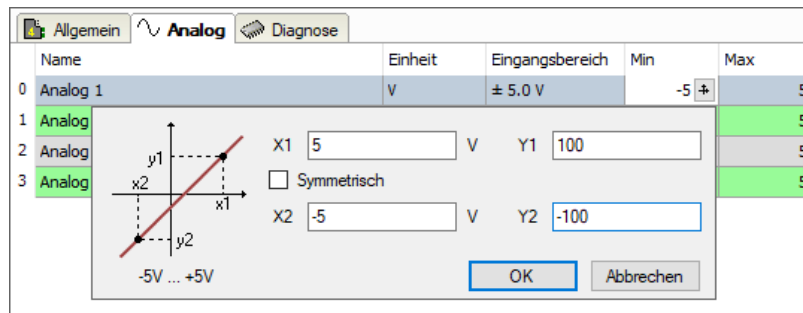 Allgemein Analog Diagnose
Name Einheit Eingangsbereich Min Max
0 Analog 1 V ± 5.0 V -5 5
1 Analog 5
2 Analog 5
3 Analog 5
y1
x2
x1
y2
-5V ... +5V
X1 5 V Y1 100
Symmetrisch
X2 -5 V Y2 -100
OK Abbrechen